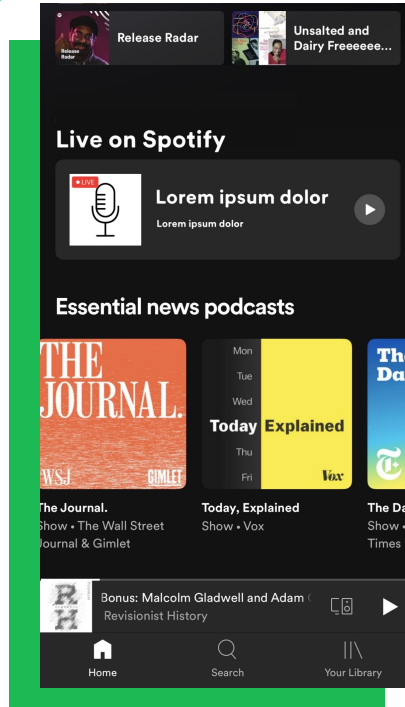 Release
Radar
Release Radar
Unsalted and
Dairy Freeeeee...
Live on Spotify
LIVE
Lorem ipsum dolor
Lorem ipsum dolor
Essential news podcasts
THE
JOURNAL.
WSJ
GIMLET
Mon
Tue
Wed
Today Explained
Thu
Fri
Vox
The
Da
The Journal.
Show • The Wall Street
Journal & Gimlet
Today, Explained
Show • Vox
The Da
Show •
Times
RH
Bonus: Malcolm Gladwell and Adam
Revisionist History
Home
Search
Your Library